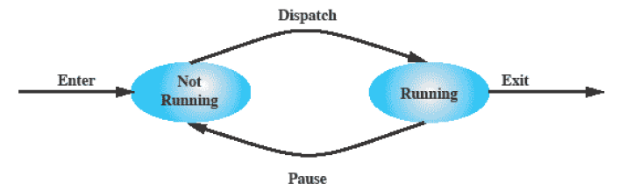 Dispatch
Enter
Not
Running
Running
Exit
Pause